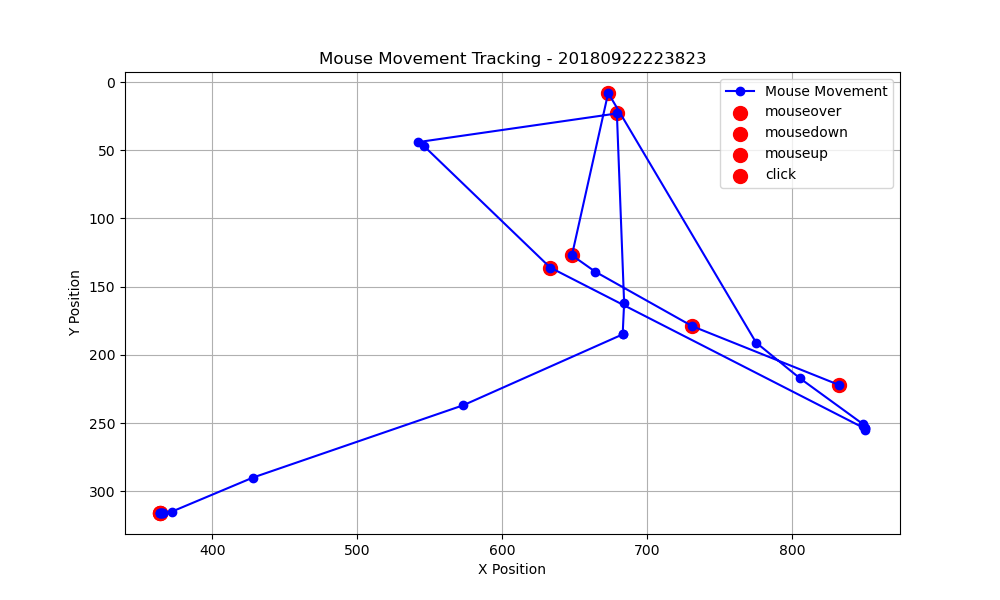 Mouse Movement Tracking - 20180922223823
Mouse Movement
mouseover
mousedown
mouseup
click
0
50
100
150
200
250
300
Y Position
400
500
600
700
800
X Position